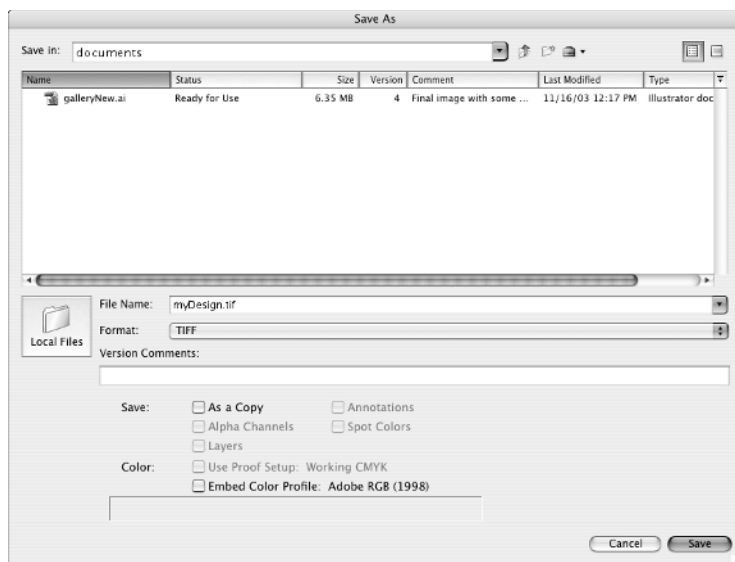 Save As
Save in: documents
Name Status Size Version Comment Last Modified Type
galleryNew.ai Ready for Use 6.35 MB 4 Final image with some ... 11/16/03 12:17 PM Illustrator doc
Local Files
File Name: myDesign.tif
Format: TIFF
Version Comments:
Save: As a Copy Annotations
Alpha Channels Spot Colors
Layers
Color: Use Proof Setup: Working CMYK
Embed Color Profile: Adobe RGB (1998)
Cancel Save